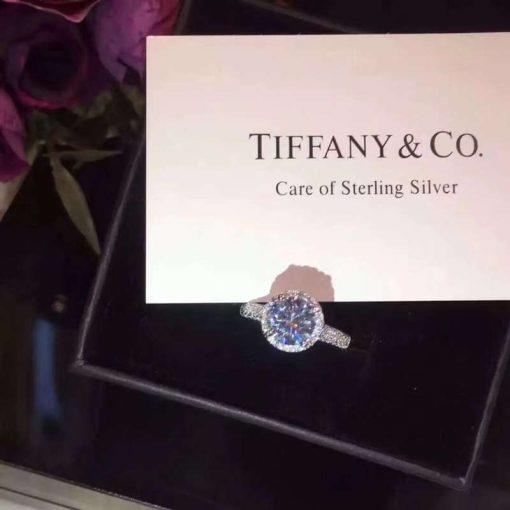 TIFFANY & CO.
Care of Sterling Silver